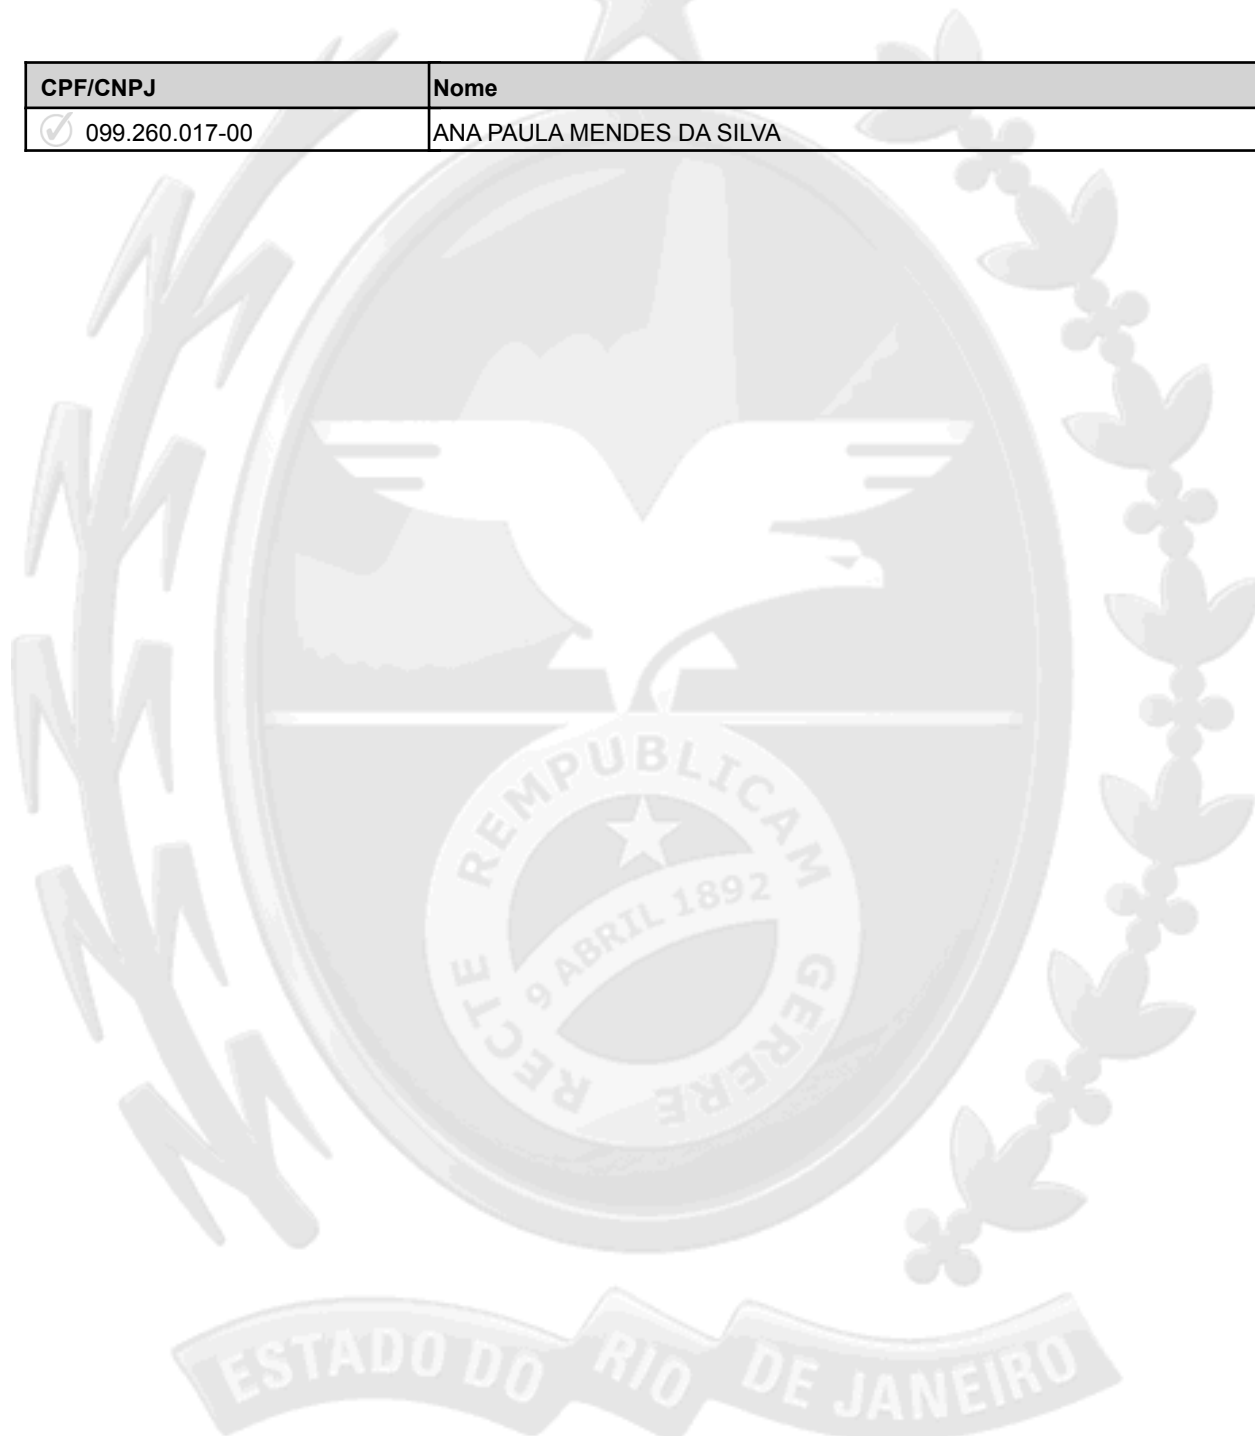 CPF/CNPJ Nome
099.260.017-00 ANA PAULA MENDES DA SILVA
REMPUBLICAM
9 ABRIL 1892
RECTE GERERE
ESTADO DO RIO DE JANEIRO